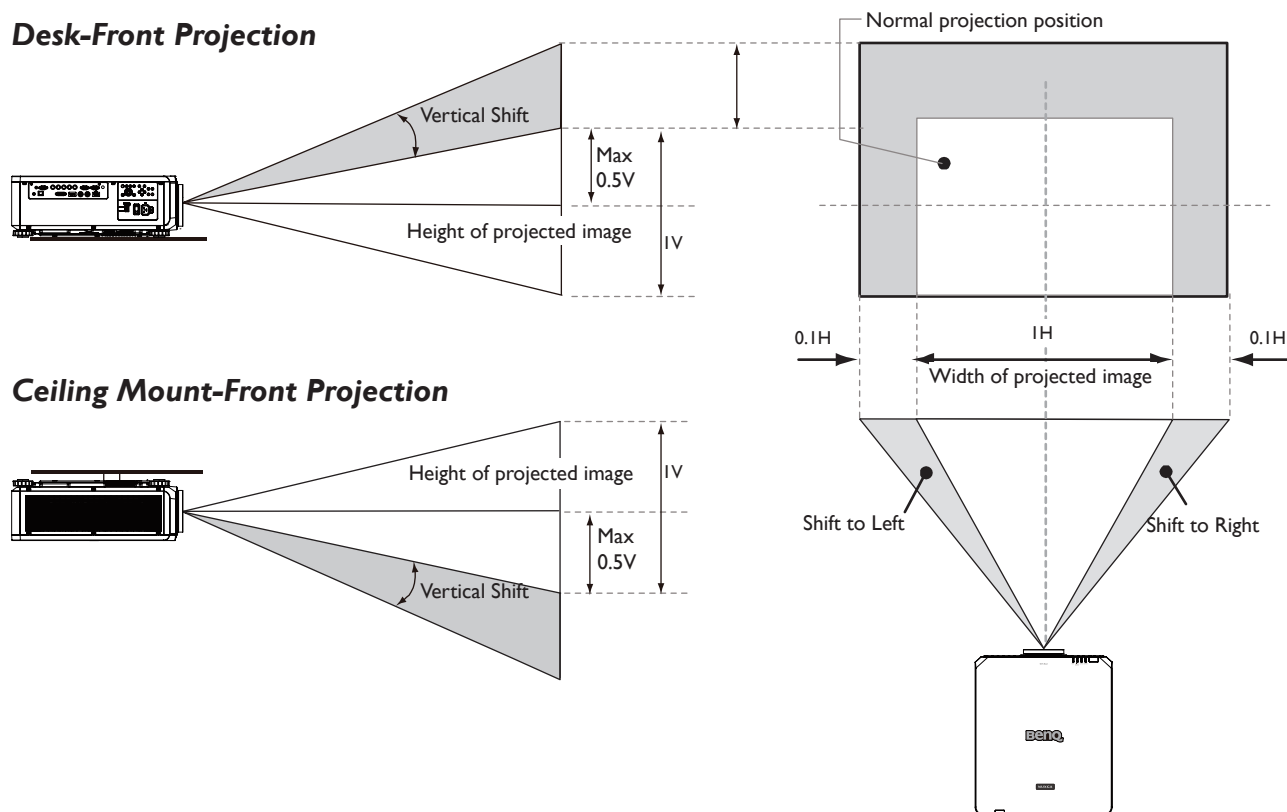 Desk-Front Projection
Normal projection position
Vertical Shift
Max
0.5V
Height of projected image
1V
0.1H
1H
0.1H
Width of projected image
Ceiling Mount-Front Projection
Height of projected image
1V
Max
0.5V
Vertical Shift
Shift to Left
Shift to Right
BenQ